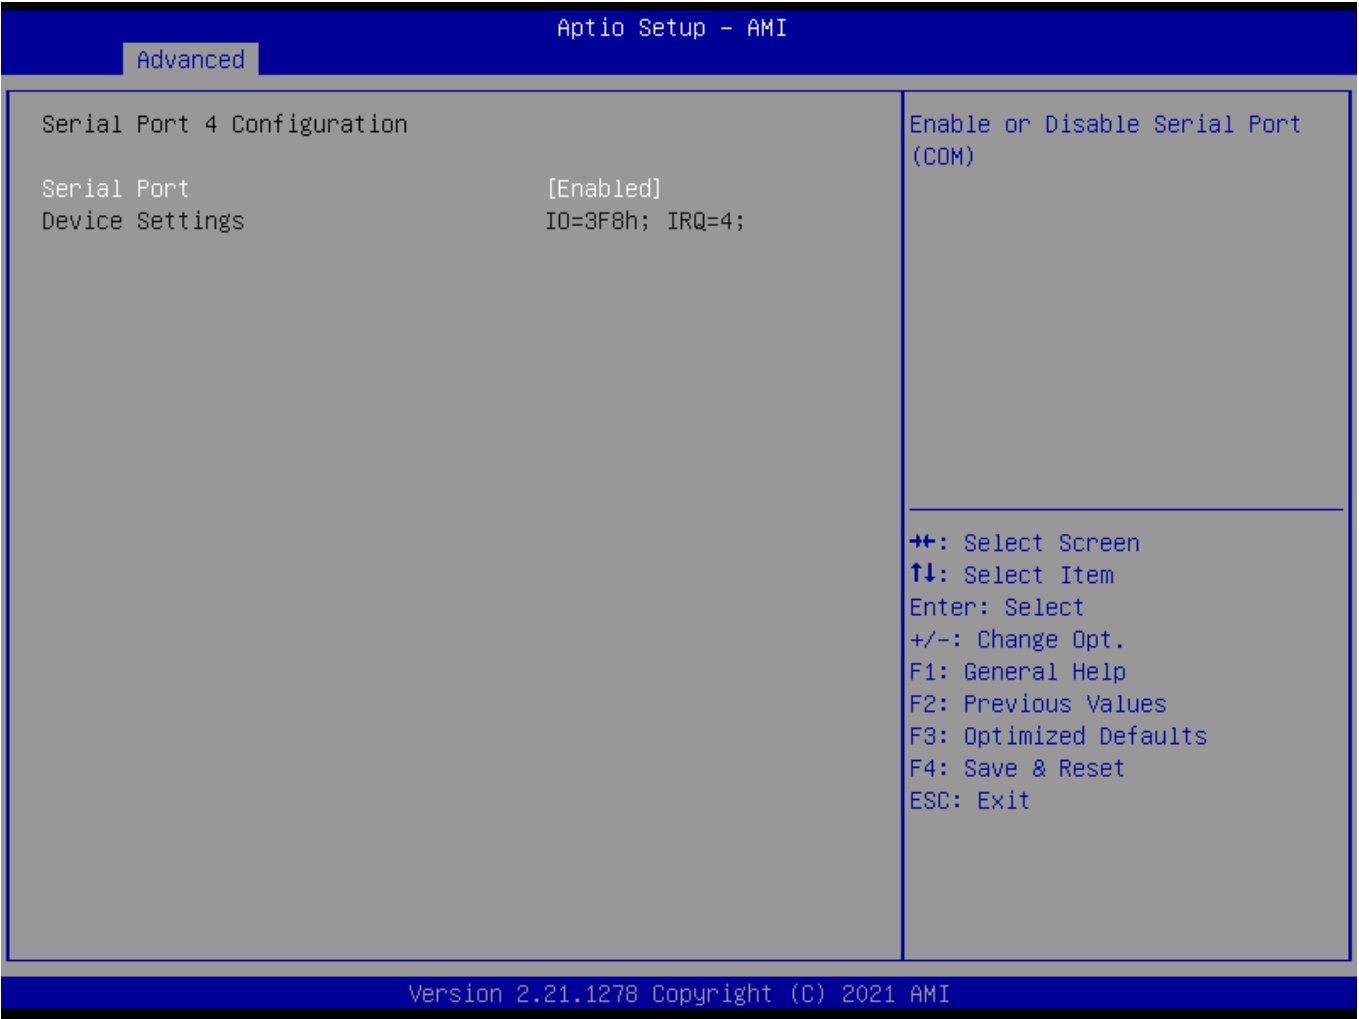 Aptio Setup – AMI
Advanced
Serial Port 4 Configuration
Serial Port [Enabled]
Device Settings IO=3F8h; IRQ=4;
Enable or Disable Serial Port
(COM)
→←: Select Screen
↑↓: Select Item
Enter: Select
+/-: Change Opt.
F1: General Help
F2: Previous Values
F3: Optimized Defaults
F4: Save & Reset
ESC: Exit
Version 2.21.1278 Copyright (C) 2021 AMI